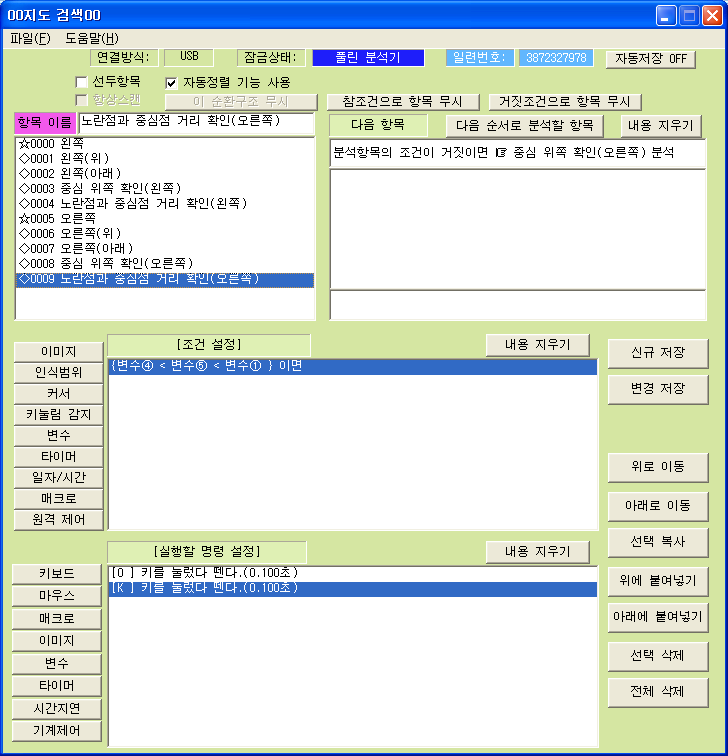 00지도 검색00
파일(F) 도움말(H)
연결방식: USB 잠금상태: 풀린 분석기 일련번호: 3872327978 자동저장 OFF
선두항목 자동정렬 기능 사용
항상스캔 이 순환구조 무시 참조건으로 항목 무시 거짓조건으로 항목 무시
항목 이름 노란점과 중심점 거리 확인(오른쪽) 다음 항목 다음 순서로 분석할 항목 내용 지우기
☆0000 왼쪽
◇0001 왼쪽(위)
◇0002 왼쪽(아래)
◇0003 중심 위쪽 확인(왼쪽)
◇0004 노란점과 중심점 거리 확인(왼쪽)
☆0005 오른쪽
◇0006 오른쪽(위)
◇0007 오른쪽(아래)
◇0008 중심 위쪽 확인(오른쪽)
◇0009 노란점과 중심점 거리 확인(오른쪽)
분석항목의 조건이 거짓이면 ☞ 중심 위쪽 확인(오른쪽) 분석
[조건 설정] 내용 지우기
이미지
인식범위
커서
키눌림 감지
변수
타이머
일자/시간
매크로
원격 제어
{변수④ < 변수⑤ < 변수① } 이면
[실행할 명령 설정] 내용 지우기
키보드
마우스
매크로
이미지
변수
타이머
시간지연
기계제어
[O ] 키를 눌렀다 뗀다.(0.100초)
[K ] 키를 눌렀다 뗀다.(0.100초)
신규 저장
변경 저장
위로 이동
아래로 이동
선택 복사
위에 붙여넣기
아래에 붙여넣기
선택 삭제
전체 삭제